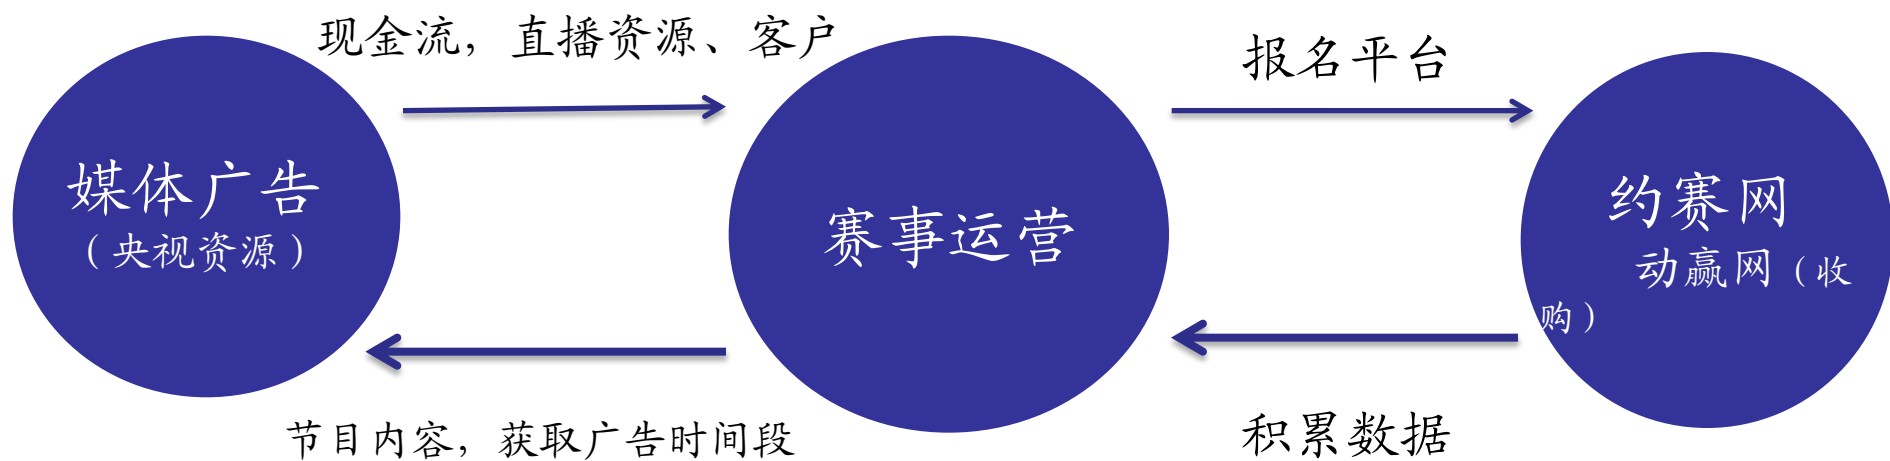 现金流，直播资源、客户
报名平台
媒体广告
（央视资源）
赛事运营
约赛网
动赢网（收
购）
节目内容，获取广告时间段
积累数据